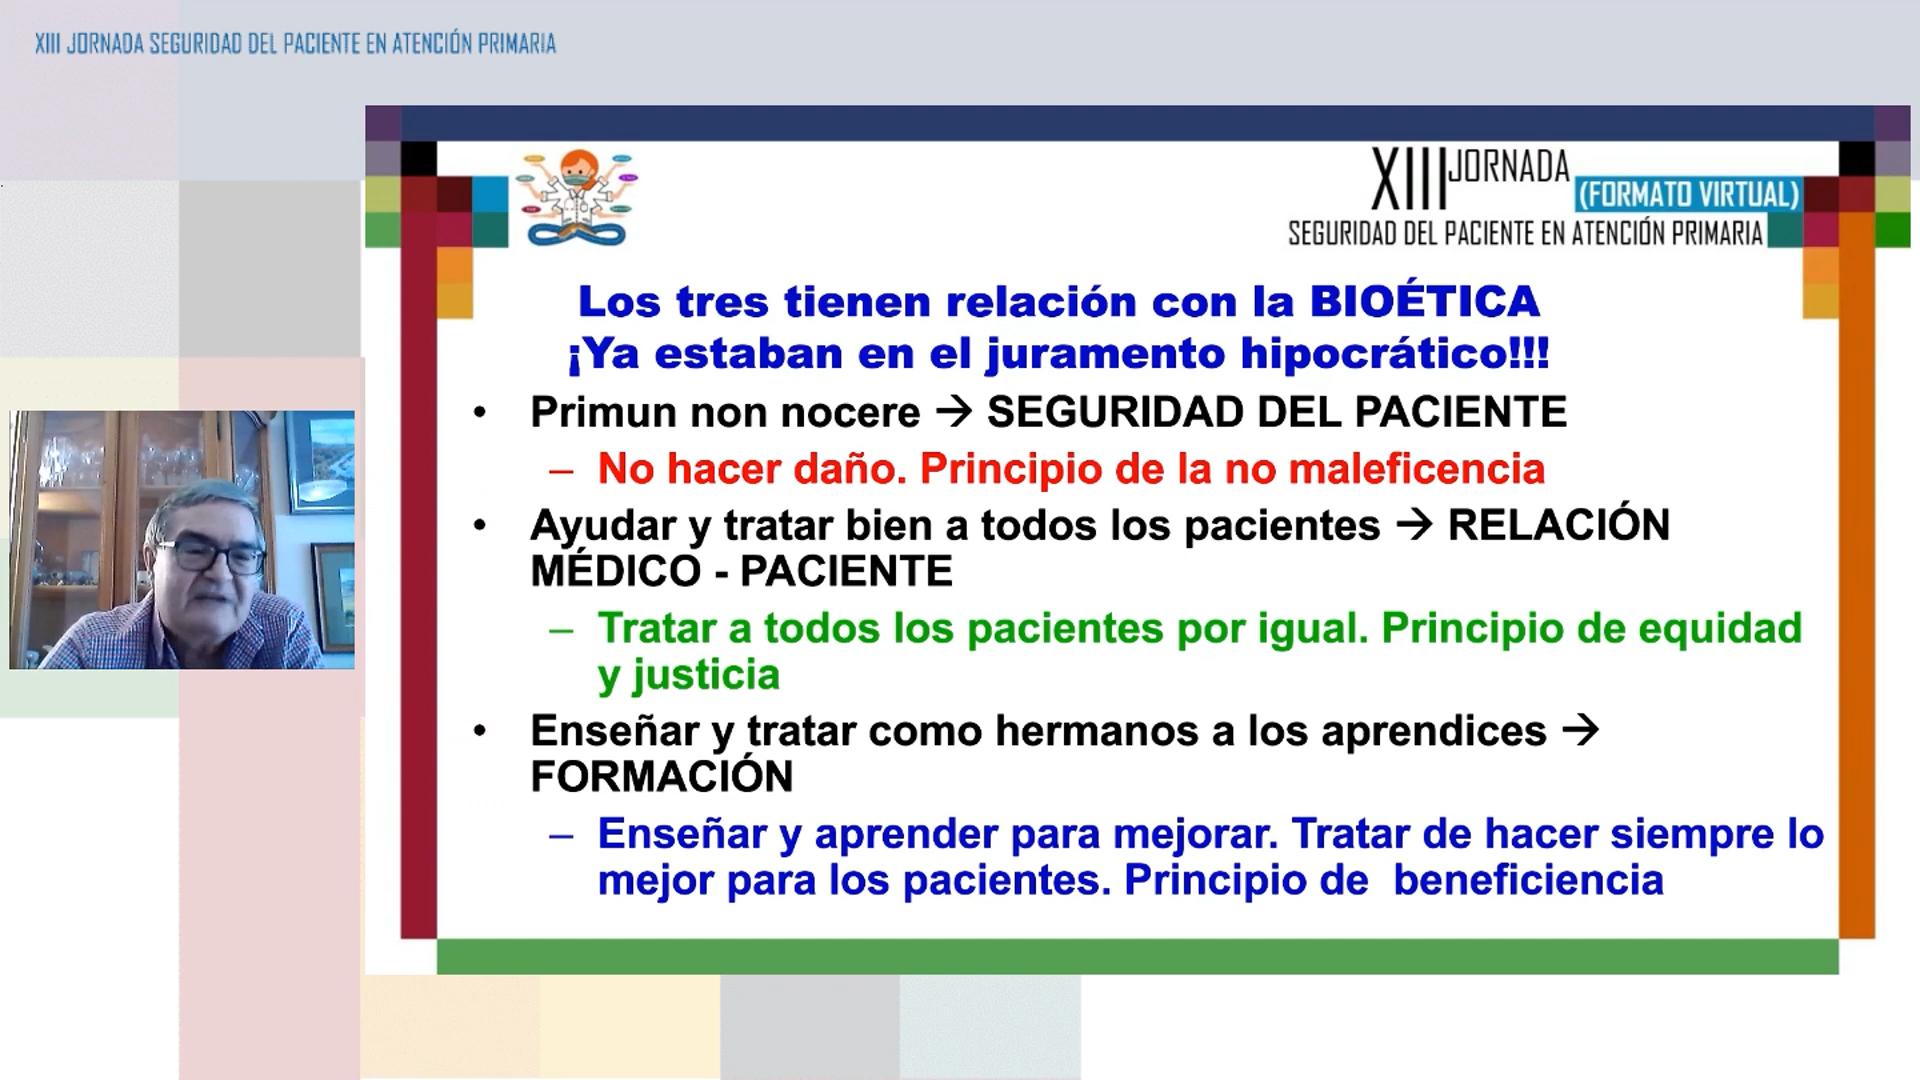 XIII JORNADA SEGURIDAD DEL PACIENTE EN ATENCIÓN PRIMARIA
XIII JORNADA
(FORMATO VIRTUAL)
SEGURIDAD DEL PACIENTE EN ATENCIÓN PRIMARIA
Los tres tienen relación con la BIOÉTICA
¡Ya estaban en el juramento hipocrático!!!
• Primun non nocere → SEGURIDAD DEL PACIENTE
– No hacer daño. Principio de la no maleficencia
• Ayudar y tratar bien a todos los pacientes → RELACIÓN
MÉDICO - PACIENTE
– Tratar a todos los pacientes por igual. Principio de equidad
y justicia
• Enseñar y tratar como hermanos a los aprendices →
FORMACIÓN
– Enseñar y aprender para mejorar. Tratar de hacer siempre lo
mejor para los pacientes. Principio de beneficiencia